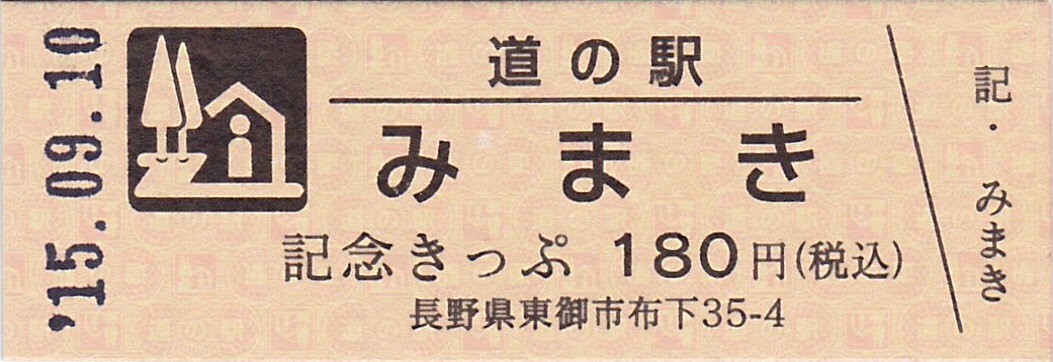 '15.09.10
道の駅
みまき
記念きっぷ 180円(税込)
長野県東御市布下35-4
記・みまき